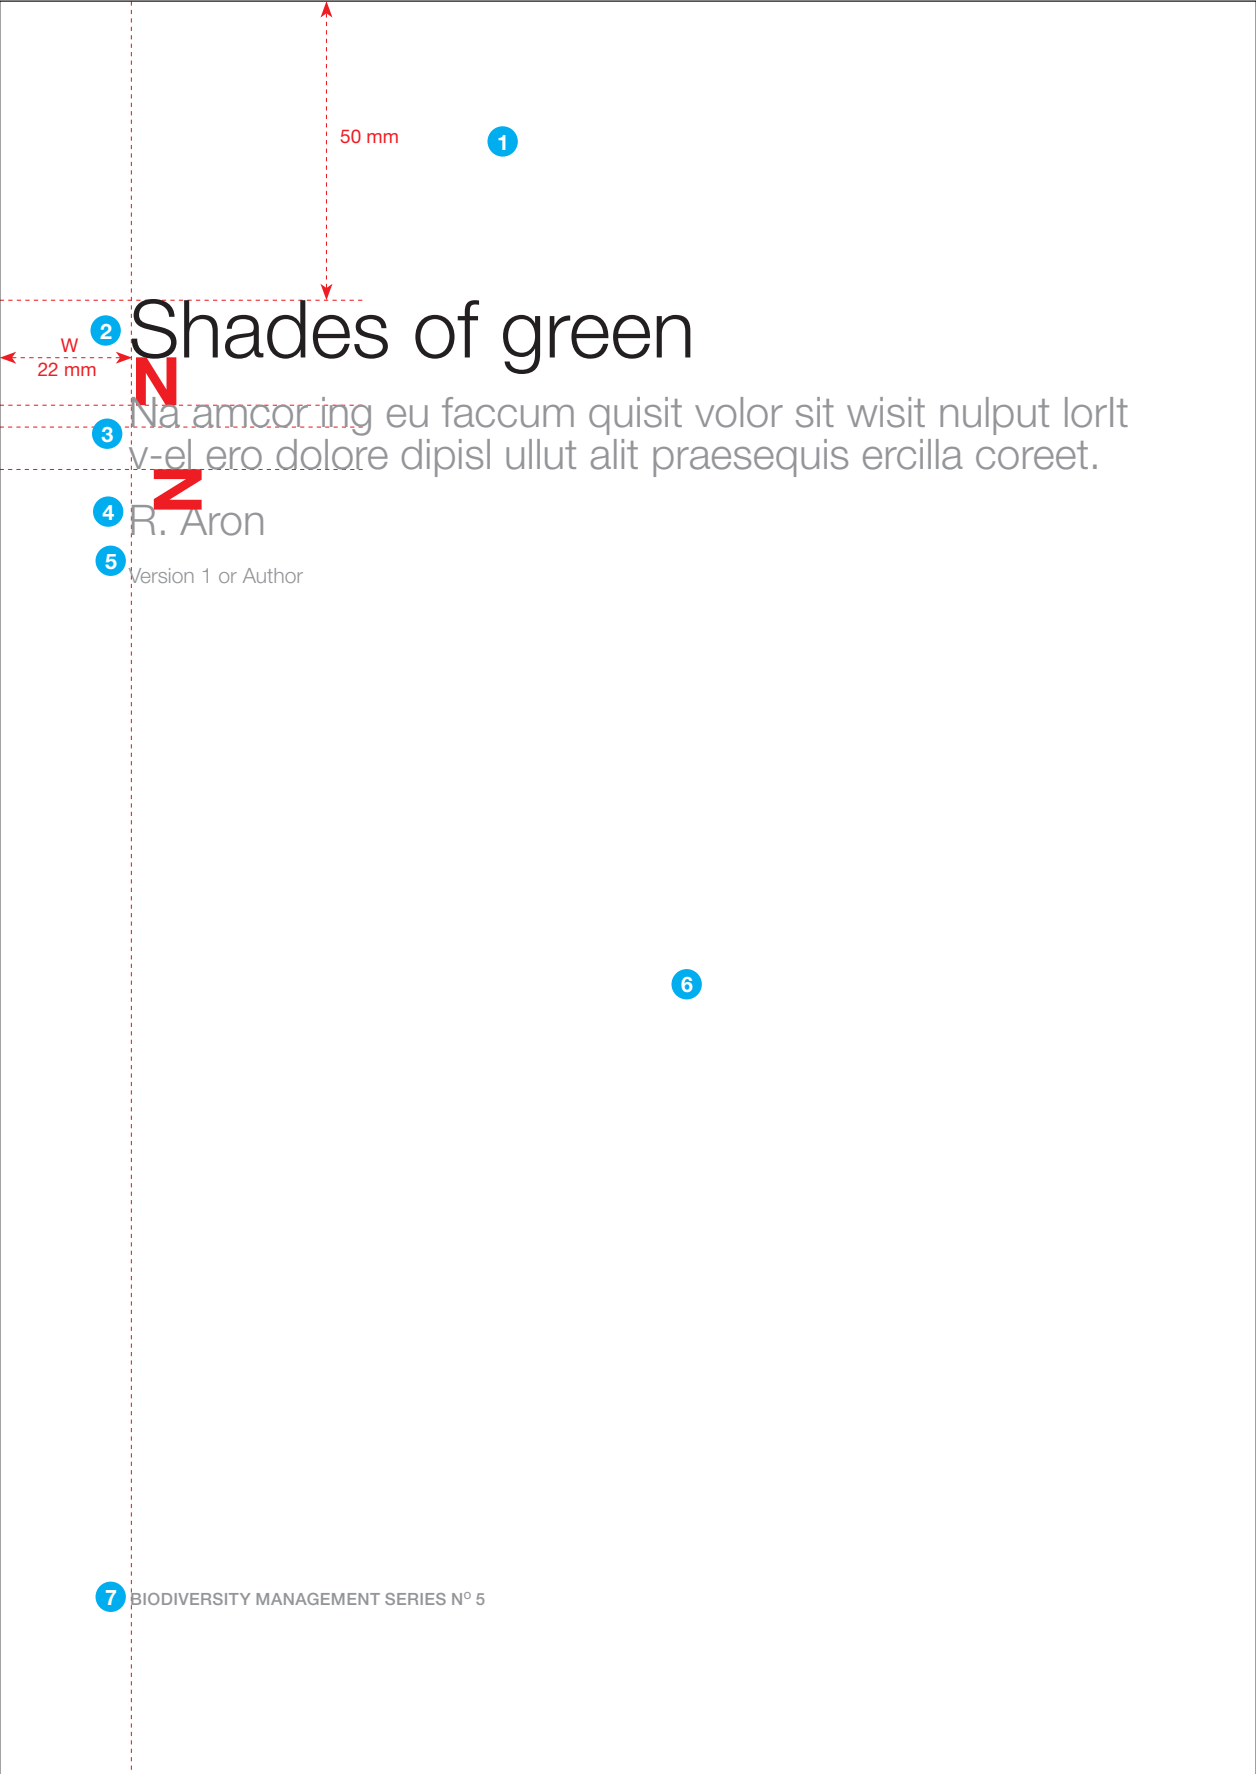 50 mm
1
2 Shades of green
W
22 mm
N
Na amcor ing eu faccum quisit volor sit wisit nulput lorIt
3
v-el ero dolore dipisl ullut alit praesequis ercilla coreet.
N
4 R. Aron
5
Version 1 or Author
6
7 BIODIVERSITY MANAGEMENT SERIES Nº 5